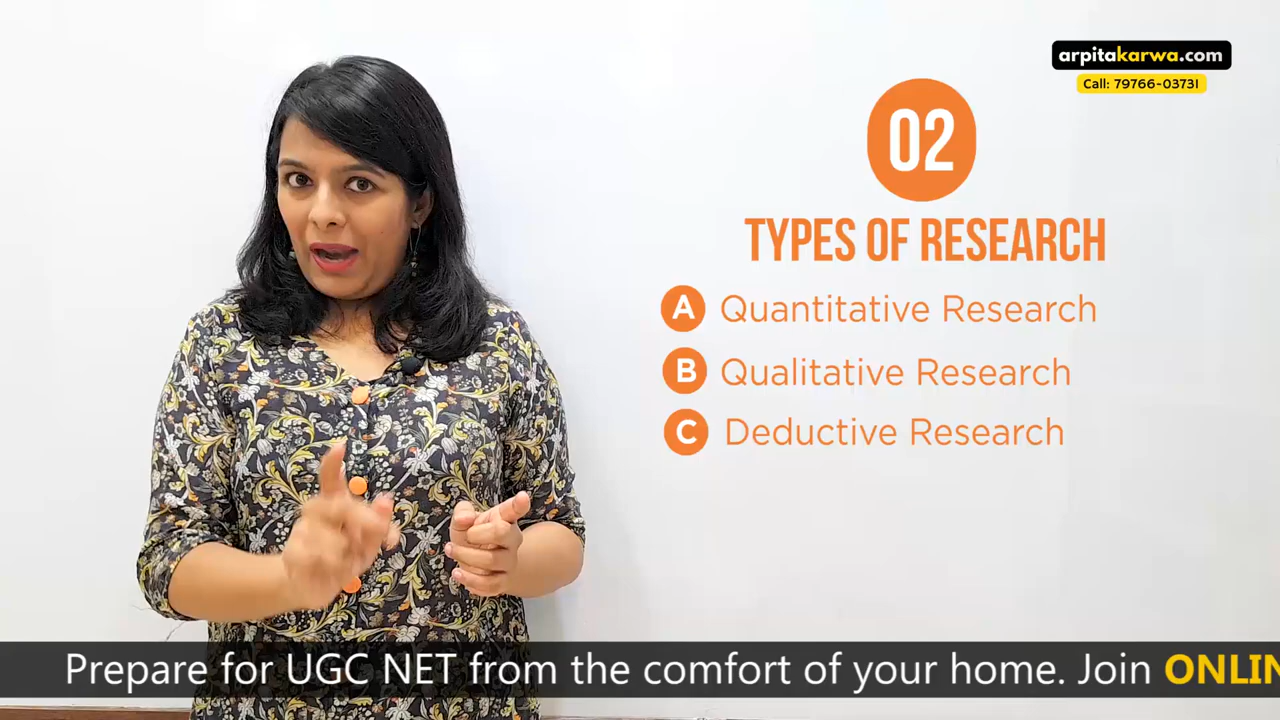 arpitakarwa.com
Call: 79766-03731
02
TYPES OF RESEARCH
A Quantitative Research
B Qualitative Research
C Deductive Research
Prepare for UGC NET from the comfort of your home. Join ONLIN